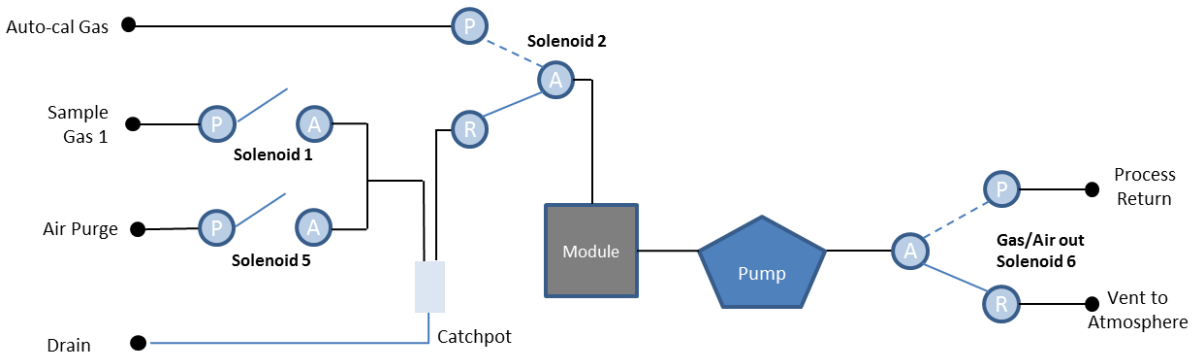 Auto-cal Gas
P
Solenoid 2
A
Sample
Gas 1
P
A
R
Solenoid 1
Air Purge
P
A
Solenoid 5
Module
Pump
A
P
Process
Return
Gas/Air out
Solenoid 6
R
Vent to
Atmosphere
Catchpot
Drain